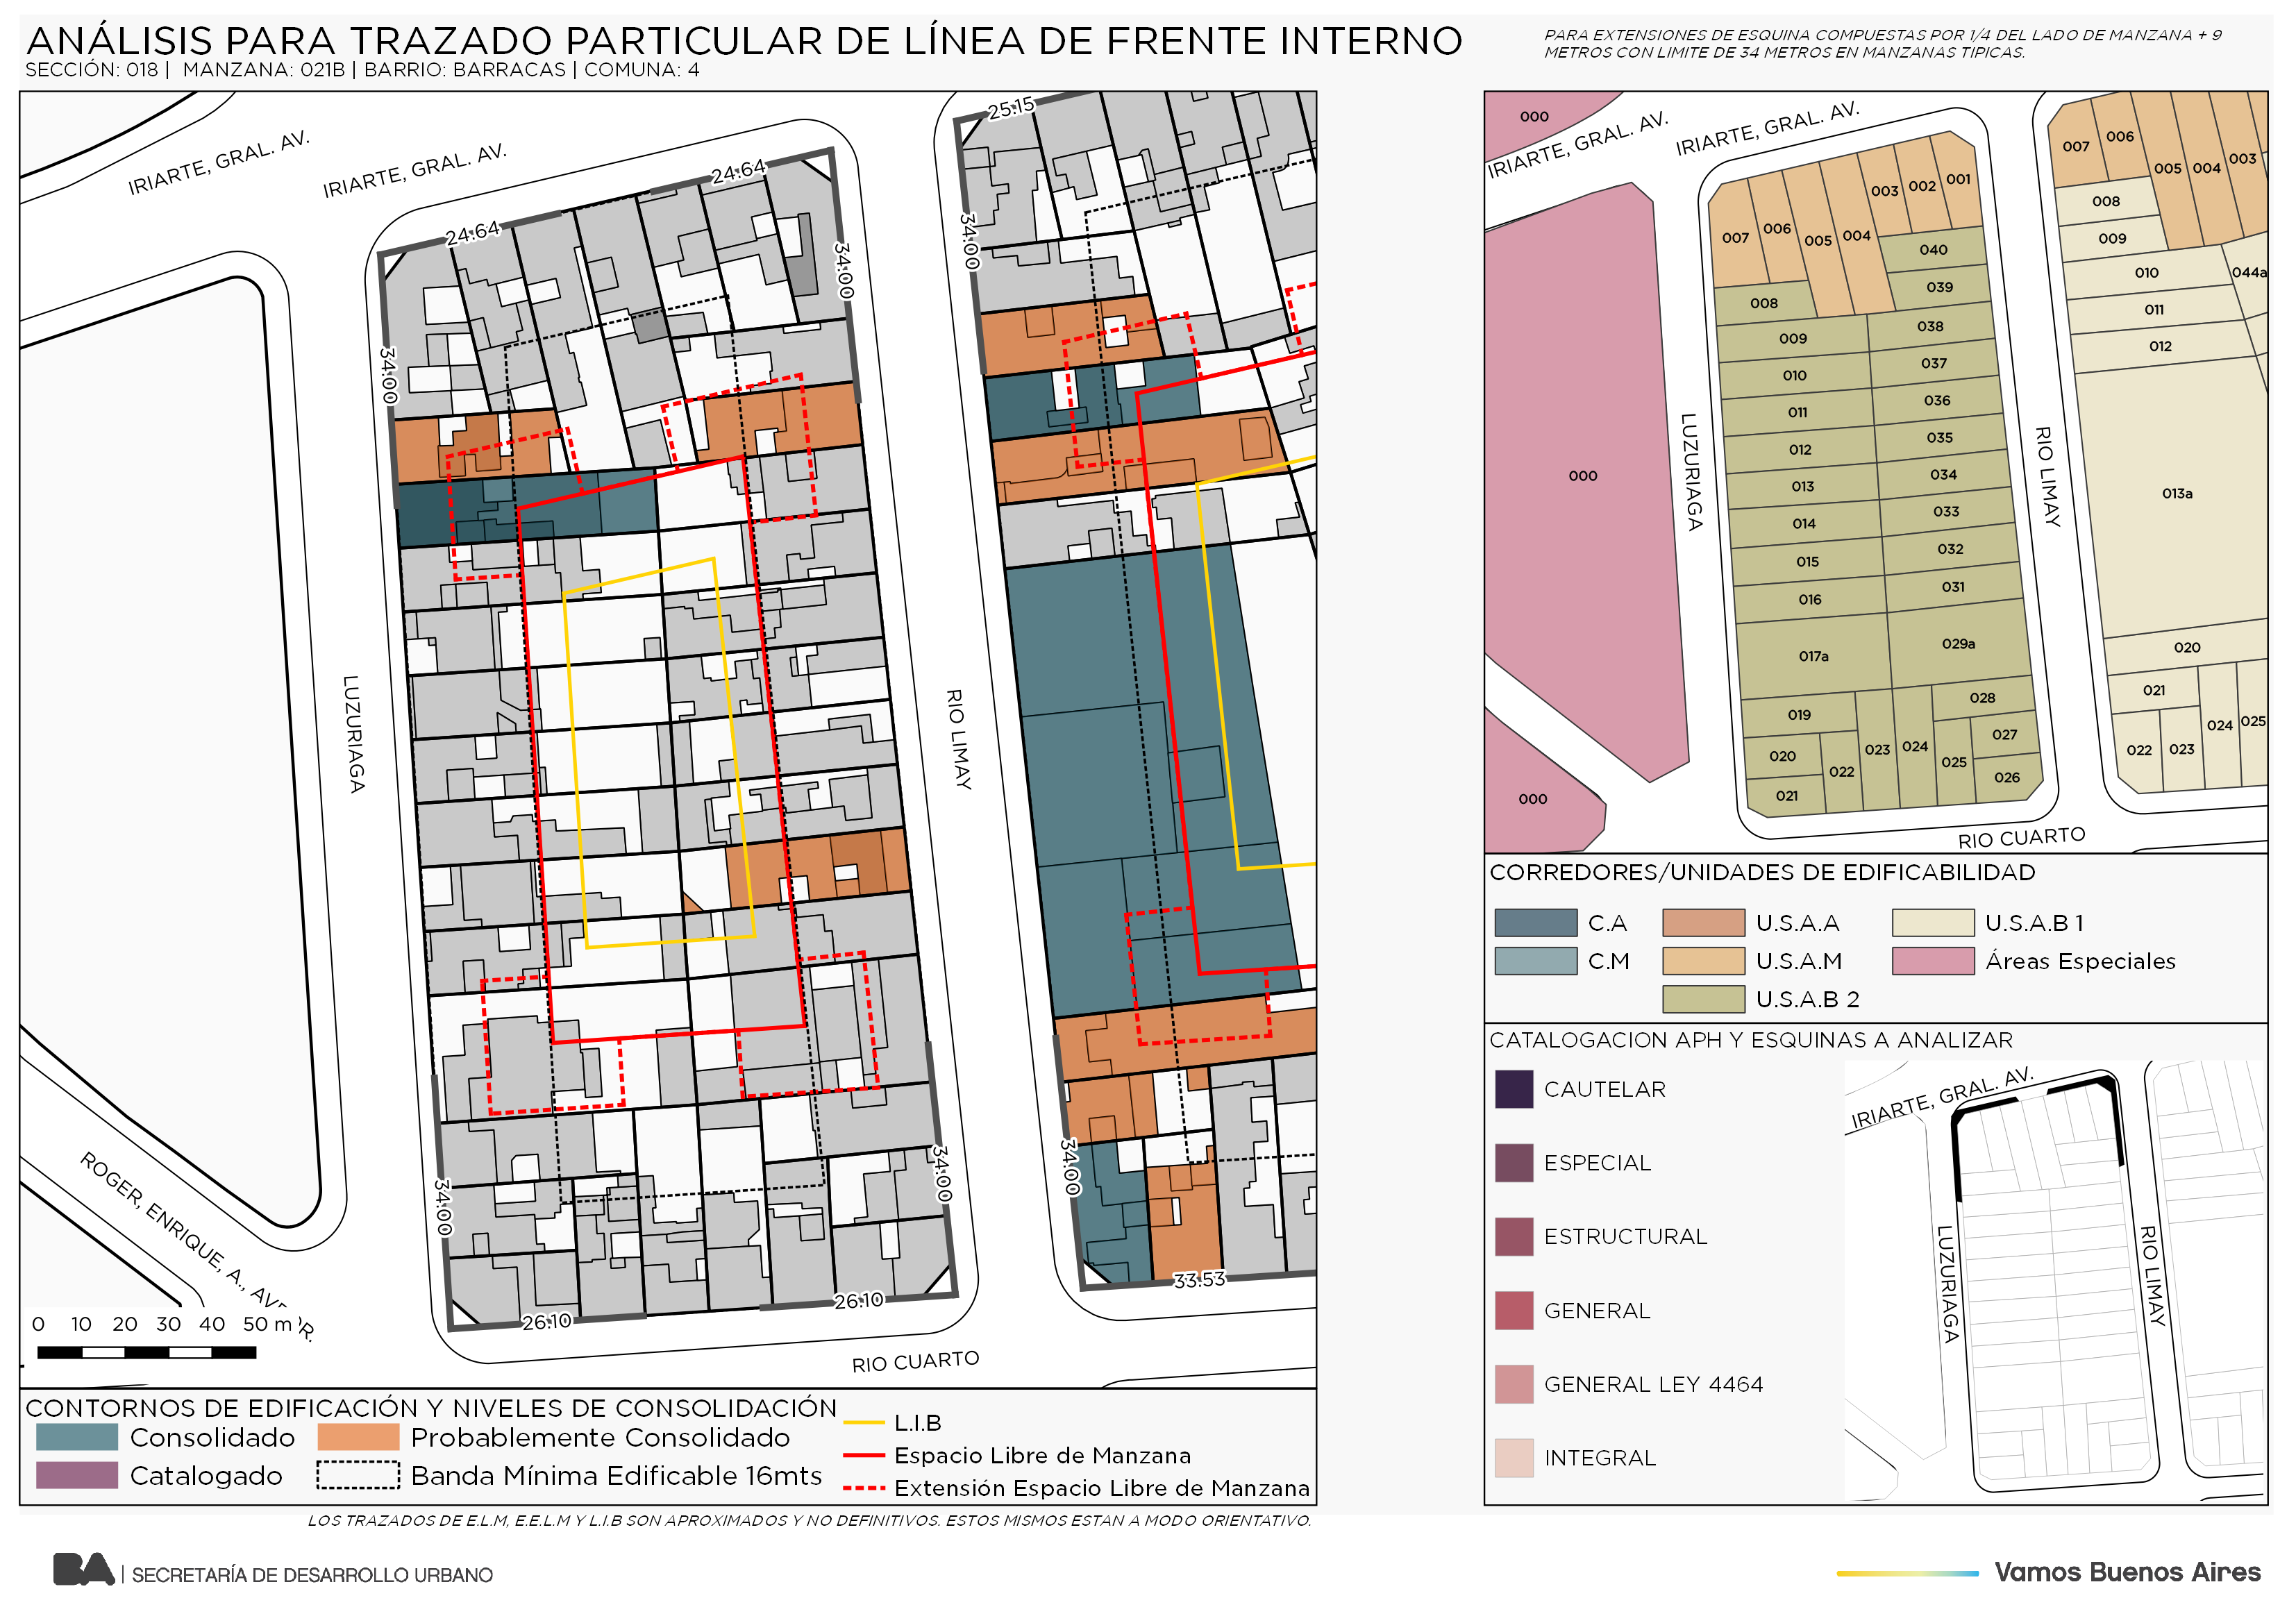 ANÁLISIS PARA TRAZADO PARTICULAR DE LÍNEA DE FRENTE INTERNO
SECCIÓN: 018 | MANZANA: 021B | BARRIO: BARRACAS | COMUNA: 4
PARA EXTENSIONES DE ESQUINA COMPUESTAS POR 1/4 DEL LADO DE MANZANA + 9
METROS CON LIMITE DE 34 METROS EN MANZANAS TIPICAS.
IRIARTE, GRAL. AV.
IRIARTE, GRAL. AV.
24.64
24.64
25.15
34.00
34.00
34.00
LUZURIAGA
RIO LIMAY
34.00
34.00
34.00
26.10
26.10
33.53
RIO CUARTO
ROGER, ENRIQUE, A.,
0 10 20 30 40 50 m
CONTORNOS DE EDIFICACIÓN Y NIVELES DE CONSOLIDACIÓN
Consolidado
Probablemente Consolidado
Catalogado
Banda Mínima Edificable 16mts
L.I.B
Espacio Libre de Manzana
Extensión Espacio Libre de Manzana
LOS TRAZADOS DE E.L.M, E.E.L.M Y L.I.B SON APROXIMADOS Y NO DEFINITIVOS. ESTOS MISMOS ESTAN A MODO ORIENTATIVO.
IRIARTE, GRAL. AV.
IRIARTE, GRAL. AV.
000
000
000
LUZURIAGA
RIO LIMAY
RIO CUARTO
001
002
003
004
005
006
007
008
009
010
011
012
013
014
015
016
017a
019
020
021
022
023
024
025
026
027
028
029a
031
032
033
034
035
036
037
038
039
040
007
006
005
004
003
008
009
010
044a
011
012
013a
020
021
022
023
024
025
CORREDORES/UNIDADES DE EDIFICABILIDAD
C.A
U.S.A.A
U.S.A.B 1
C.M
U.S.A.M
Áreas Especiales
U.S.A.B 2
CATALOGACION APH Y ESQUINAS A ANALIZAR
CAUTELAR
ESPECIAL
ESTRUCTURAL
GENERAL
GENERAL LEY 4464
INTEGRAL
IRIARTE, GRAL. AV.
LUZURIAGA
RIO LIMAY
BA | SECRETARÍA DE DESARROLLO URBANO
Vamos Buenos Aires